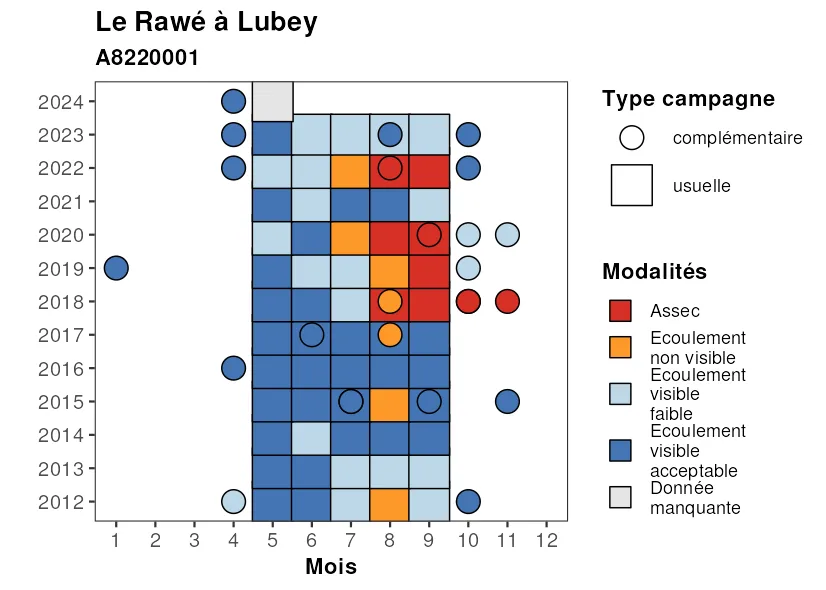 Le Rawé à Lubey
A8220001
2024
2023
2022
2021
2020
2019
2018
2017
2016
2015
2014
2013
2012
1 2 3 4 5 6 7 8 9 10 11 12
Mois
Type campagne
complémentaire
usuelle
Modalités
Assec
Ecoulement
non visible
Ecoulement
visible
faible
Ecoulement
visible
acceptable
Donnée
manquante